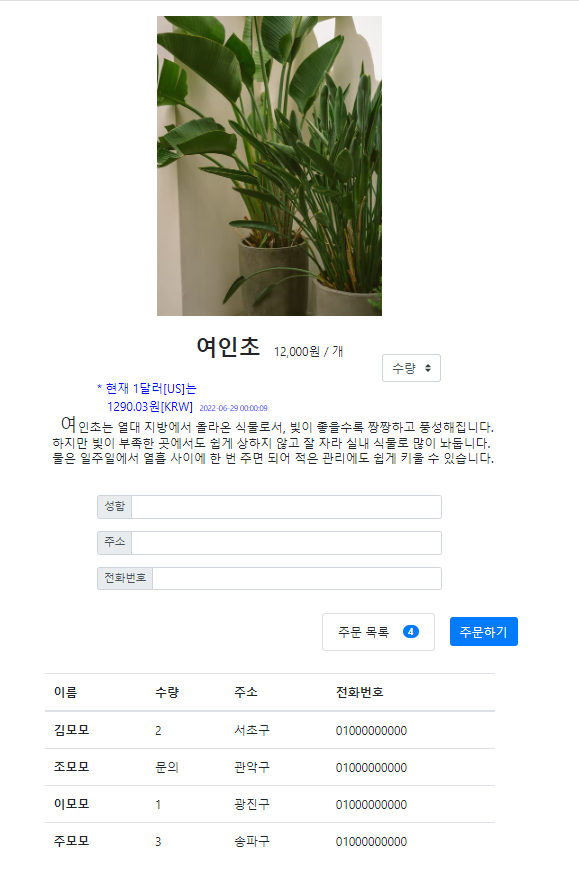 여인초 12,000원 / 개
수량
* 현재 1달러[US]는
1290.03원[KRW] 2022-06-29 00:00:09
여인초는 열대 지방에서 올라온 식물로서, 빛이 좋을수록 짱짱하고 풍성해집니다.
하지만 빛이 부족한 곳에서도 쉽게 상하지 않고 잘 자라 실내 식물로 많이 놔둡니다.
물은 일주일에서 열흘 사이에 한 번 주면 되어 적은 관리에도 쉽게 키울 수 있습니다.
성함
주소
전화번호
주문 목록 4 주문하기
이름 수량 주소 전화번호
김모모 2 서초구 01000000000
조모모 문의 관악구 01000000000
이모모 1 광진구 01000000000
주모모 3 송파구 01000000000